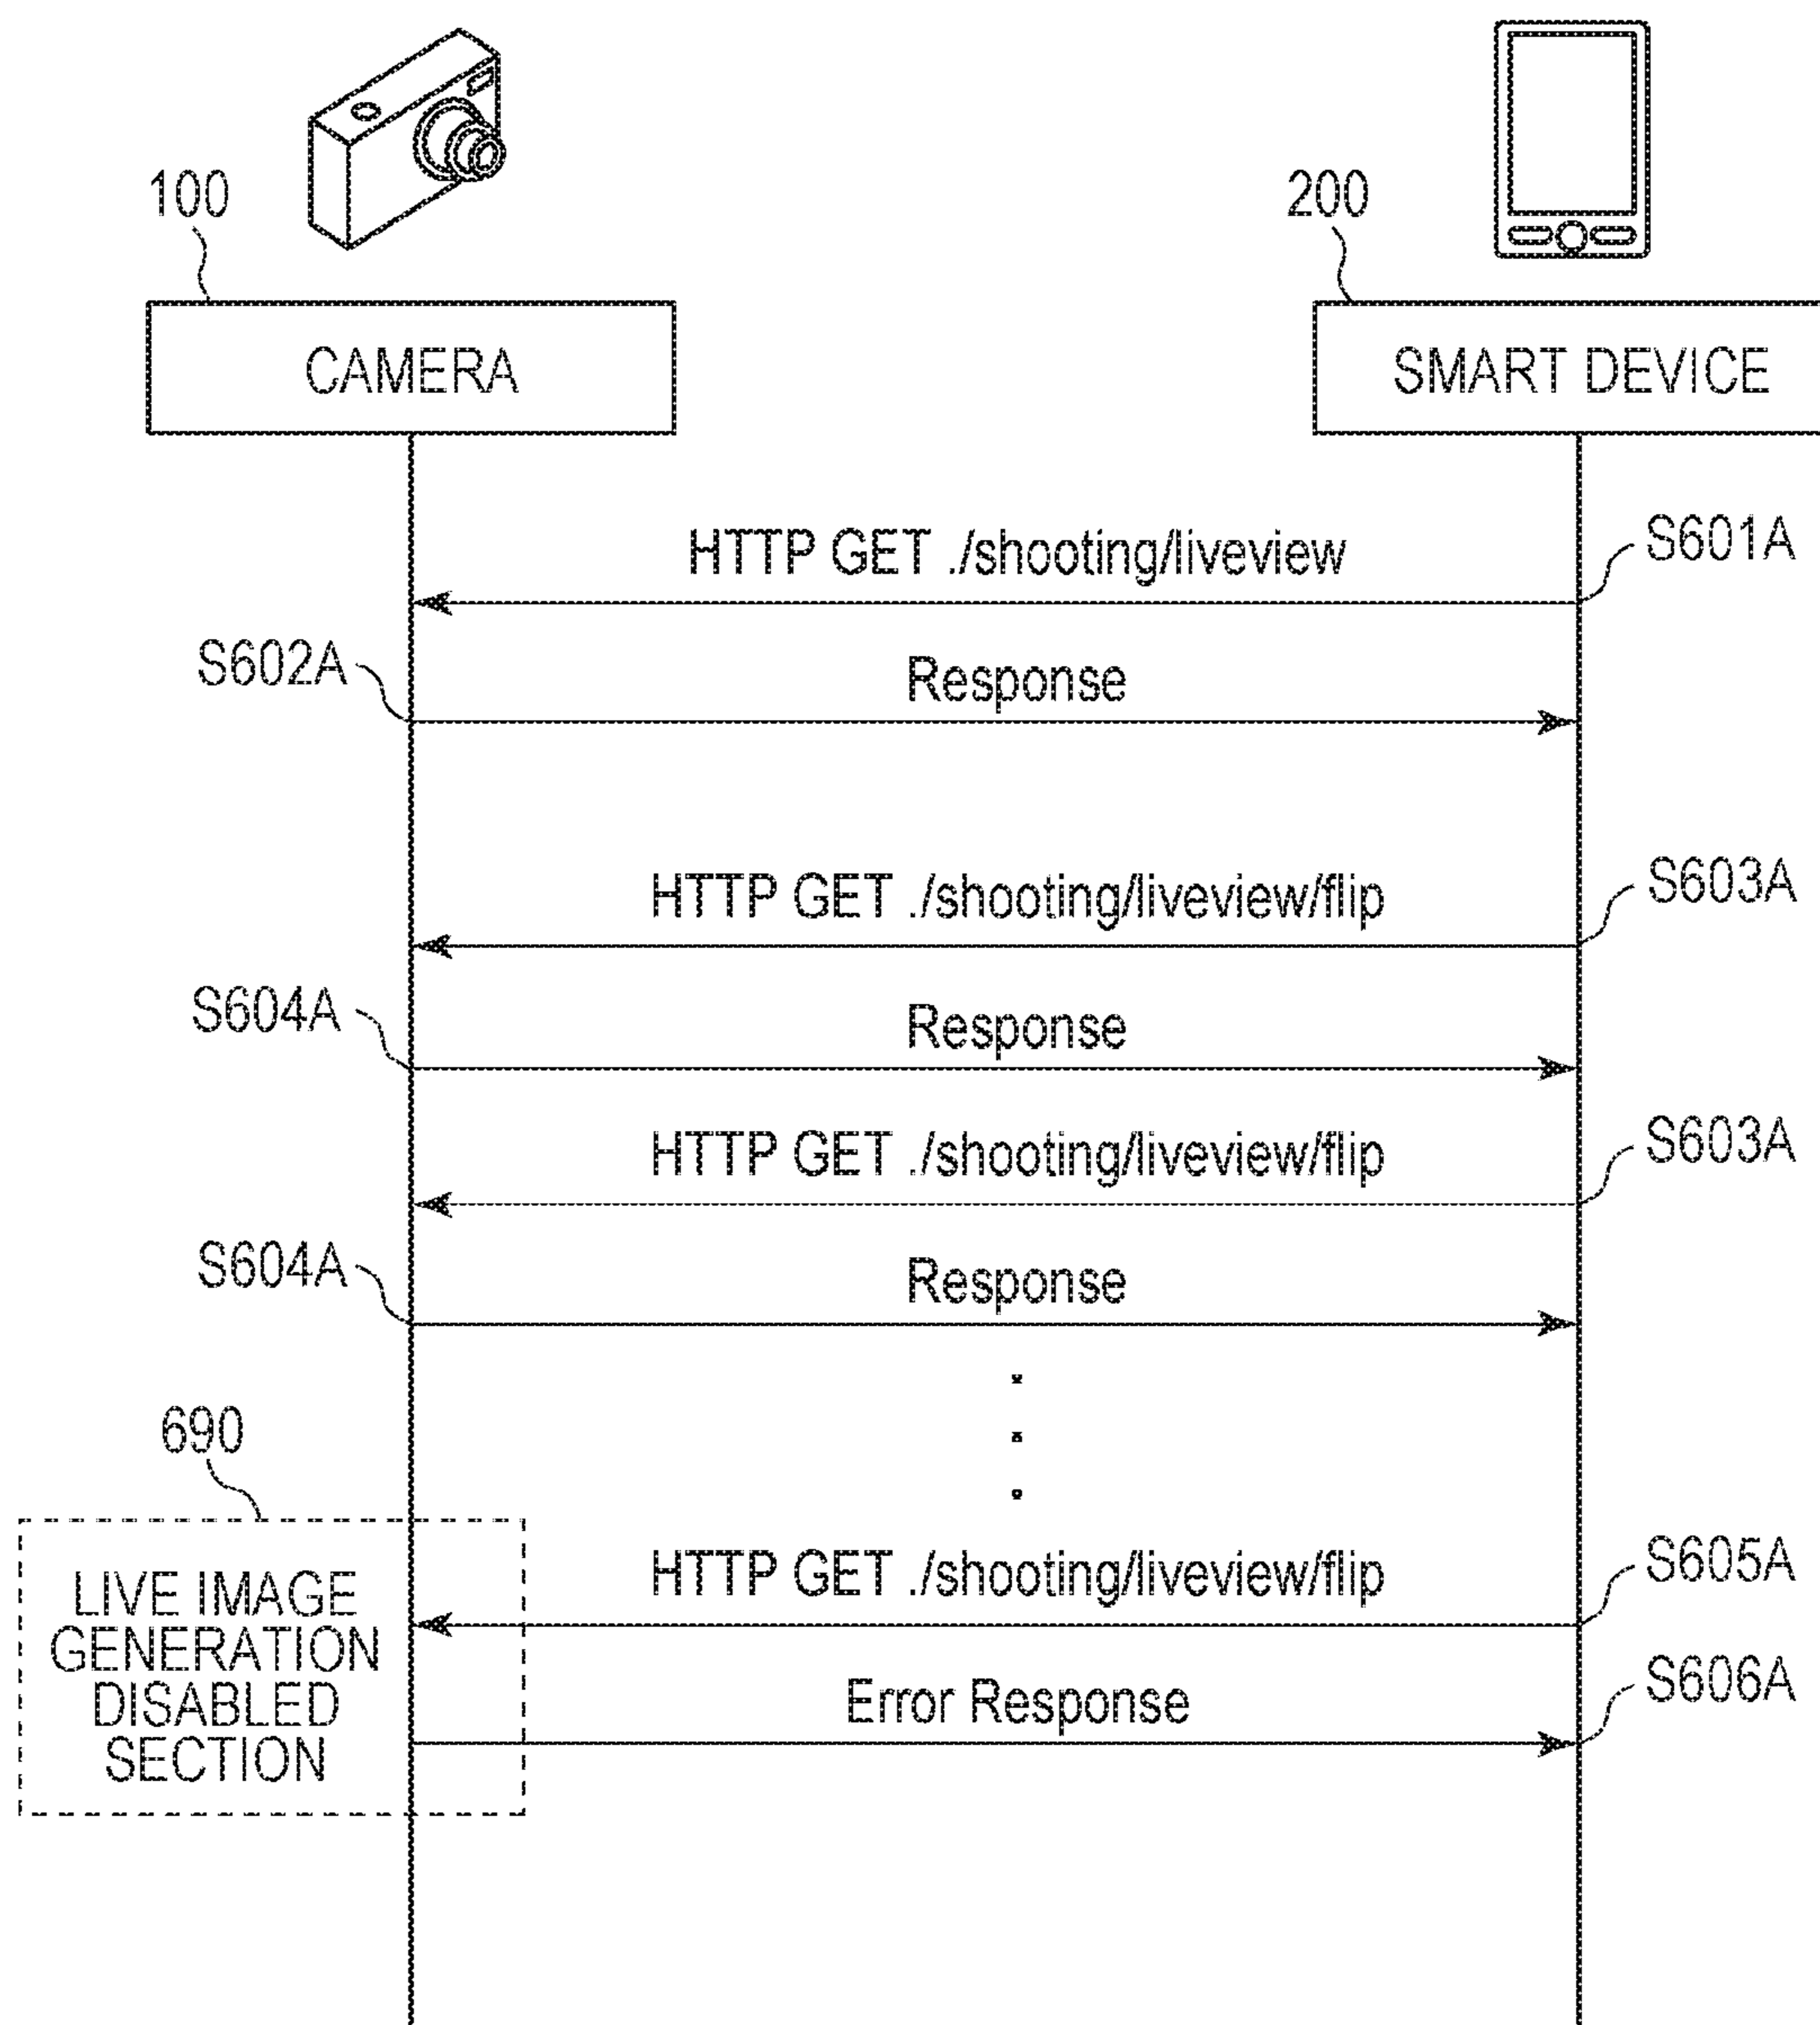 100
200
CAMERA
SMART DEVICE
HTTP GET ./shooting/liveview
S601A
S602A
Response
HTTP GET ./shooting/liveview/flip
S603A
S604A
Response
HTTP GET ./shooting/liveview/flip
S603A
S604A
Response
690
LIVE IMAGE
GENERATION
DISABLED
SECTION
HTTP GET ./shooting/liveview/flip
S605A
Error Response
S606A